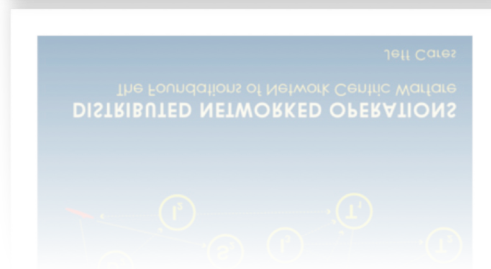 DISTRIBUTED NETWORKED OPERATIONS
The Foundations of Network Centric Warfare
Jeff Cares